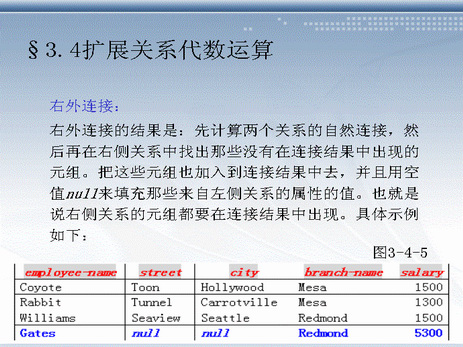 §3.4扩展关系代数运算
右外连接：
右外连接的结果是：先计算两个关系的自然连接，然
后再在右侧关系中找出那些没有在连接结果中出现的
元组。把这些元组也加入到连接结果中去，并且用空
值null来填充那些来自左侧关系的属性的值。也就是
说右侧关系的元组都要在连接结果中出现。具体示例
如下：
图3-4-5
employee-name street city branch-name salary
Coyote Toon Hollywood Mesa 1500
Rabbit Tunnel Carrotville Mesa 1300
Williams Seaview Seattle Redmond 1500
Gates null null Redmond 5300